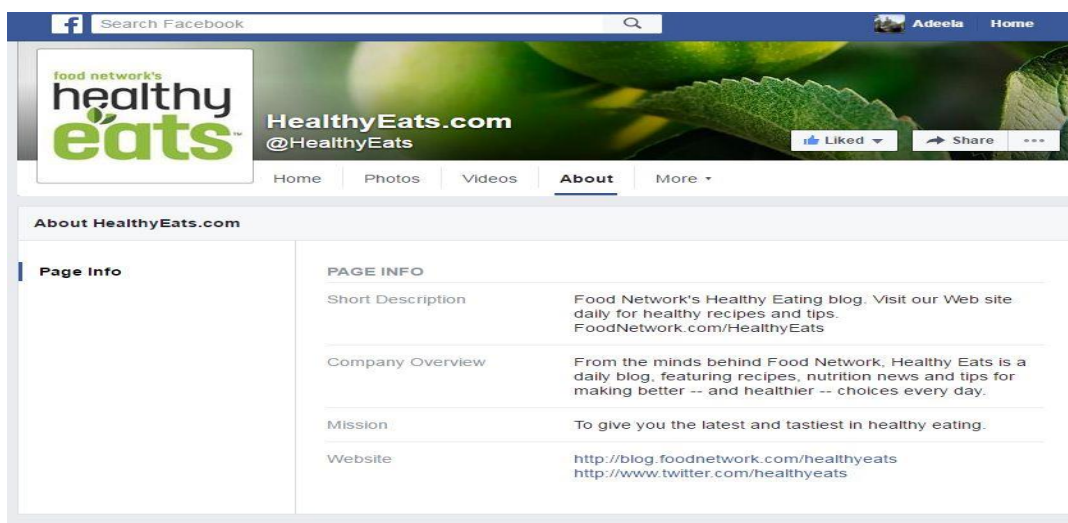 f Search Facebook Adeela Home
food network's
healthy
eats™
HealthyEats.com
@HealthyEats
Liked Share
Home Photos Videos About More
About HealthyEats.com
Page Info
PAGE INFO
Short Description Food Network's Healthy Eating blog. Visit our Web site
daily for healthy recipes and tips.
FoodNetwork.com/HealthyEats
Company Overview From the minds behind Food Network, Healthy Eats is a
daily blog, featuring recipes, nutrition news and tips for
making better -- and healthier -- choices every day.
Mission To give you the latest and tastiest in healthy eating.
Website http://blog.foodnetwork.com/healthyeats
http://www.twitter.com/healthyeats